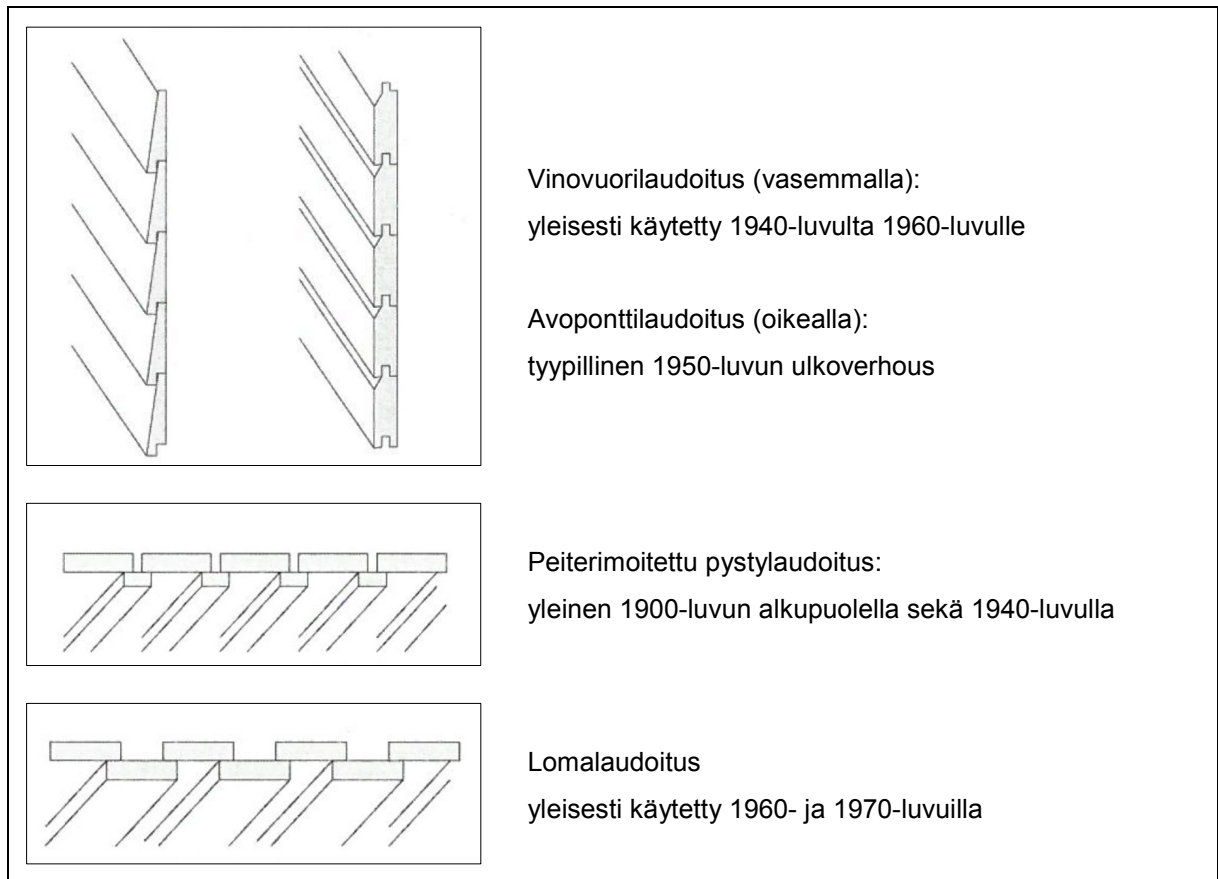 Vinovuorilaudoitus (vasemmalla):
yleisesti käytetty 1940-luvulta 1960-luvulle
Avoponttilaudoitus (oikealla):
tyypillinen 1950-luvun ulkoverhous
Peiterimoitettu pystylaudoitus:
yleinen 1900-luvun alkupuolella sekä 1940-luvulla
Lomalaudoitus
yleisesti käytetty 1960- ja 1970-luvuilla